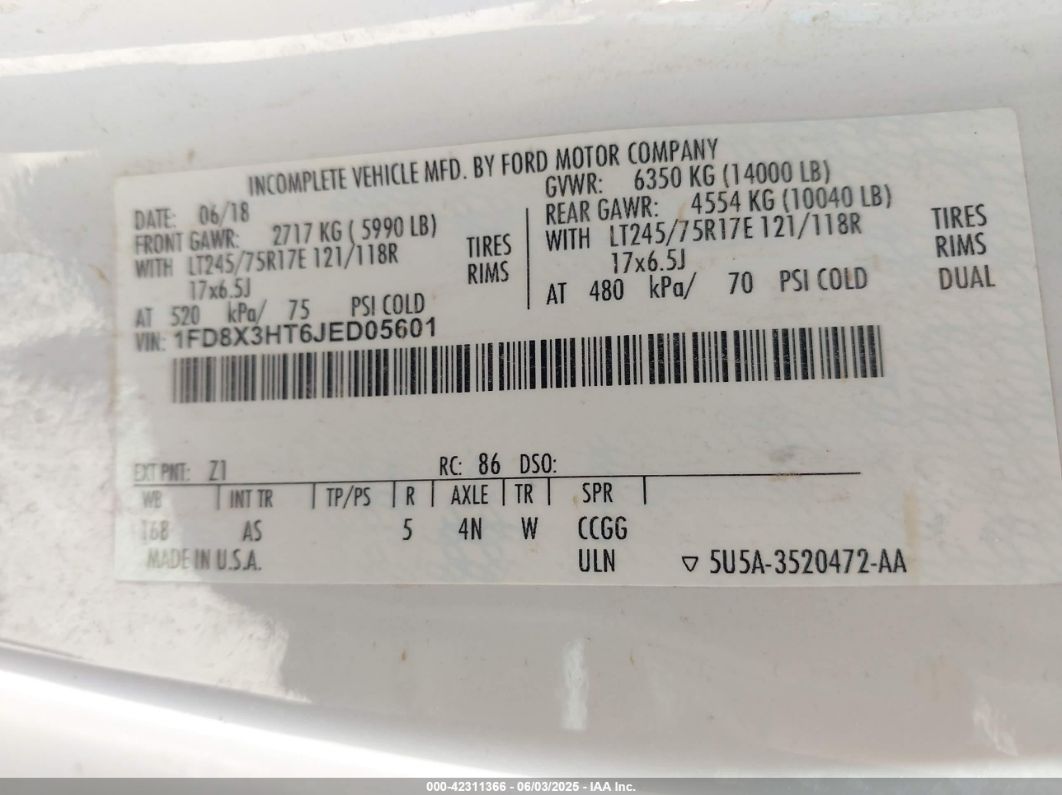 INCOMPLETE VEHICLE MFD. BY FORD MOTOR COMPANY
DATE: 06/18
GVWR: 6350 KG (14000 LB)
FRONT GAWR: 2717 KG ( 5990 LB)
REAR GAWR: 4554 KG (10040 LB)
WITH LT245/75R17E 121/118R TIRES
WITH LT245/75R17E 121/118R TIRES
17x6.5J RIMS
17x6.5J RIMS
AT 520 kPa/ 75 PSI COLD
AT 480 kPa/ 70 PSI COLD DUAL
VIN: 1FD8X3HT6JED05601
EXT PNT: Z1 RC: 86 DSO:
WB INT TR TP/PS R AXLE TR SPR
168 AS 5 4N W CCGG
MADE IN U.S.A. ULN ▽ 5U5A-3520472-AA
000-42311366 - 06/03/2025 - IAA Inc.